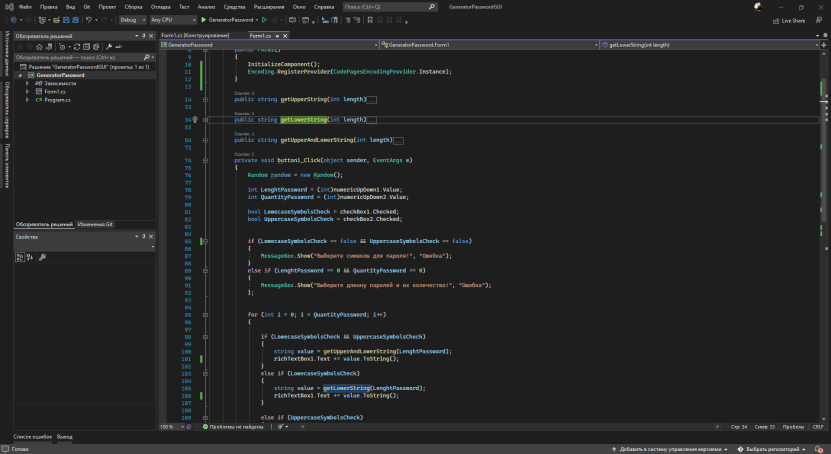 Файл Правка Вид Git Проект Сборка Отладка Тест Анализ Средства Расширения Окно Справка Поиск (Ctrl+Q) GeneratorPasswordGUI
Debug Any CPU GeneratorPassword Live Share
Обозреватель решений
Обозреватель решений — поиск (Ctrl+ж)
Решение "GeneratorPasswordGUI" (проекты: 1 из 1)
GeneratorPassword
Зависимости
Form1.cs
Program.cs
Обозреватель решений Изменения Git
Свойства
Источники данных
Обозреватель серверов
Панель элементов
Form1.cs [Конструирование] Form1.cs
GeneratorPassword GeneratorPassword.Form1 getLowerString(int length)
public Form1()
10 {
11 InitializeComponent();
12 Encoding.RegisterProvider(CodePagesEncodingProvider.Instance);
13 }
Ссылок: 1
14 public string getUpperString(int length)...
33
Ссылок: 1
34 public string getLowerString(int length)...
53
Ссылок: 1
54 public string getUpperAndLowerString(int length)...
73
Ссылок: 1
74 private void button1_Click(object sender, EventArgs e)
75 {
76 Random random = new Random();
77
78 int LenghtPassword = (int)numericUpDown1.Value;
79 int QuantityPassword = (int)numericUpDown2.Value;
80
81 bool LowecaseSymbolsCheck = checkBox1.Checked;
82 bool UppercaseSymbolsCheck = checkBox2.Checked;
83
84
85 if (LowecaseSymbolsCheck == false && UppercaseSymbolsCheck == false)
86 {
87 MessageBox.Show("Выберите символы для пароля!", "Ошибка");
88 }
89 else if (LenghtPassword == 0 && QuantityPassword == 0)
90 {
91 MessageBox.Show("Выберите длинну паролей и их количество!", "Ошибка");
92 };
93
94
95 for (int i = 0; i < QuantityPassword; i++)
96 {
97
98 if (LowecaseSymbolsCheck && UppercaseSymbolsCheck)
99 {
100 string value = getUpperAndLowerString(LenghtPassword);
101 richTextBox1.Text += value.ToString();
102 }
103 else if (LowecaseSymbolsCheck)
104 {
105 string value = getLowerString(LenghtPassword);
106 richTextBox1.Text += value.ToString();
107 }
108
109 else if (UppercaseSymbolsCheck)
100 % Проблемы не найдены. Стр: 34 Симв: 33 Пробелы CRLF
Список ошибок Вывод
Готово Добавить в систему управления версиями Выбрать репозиторий